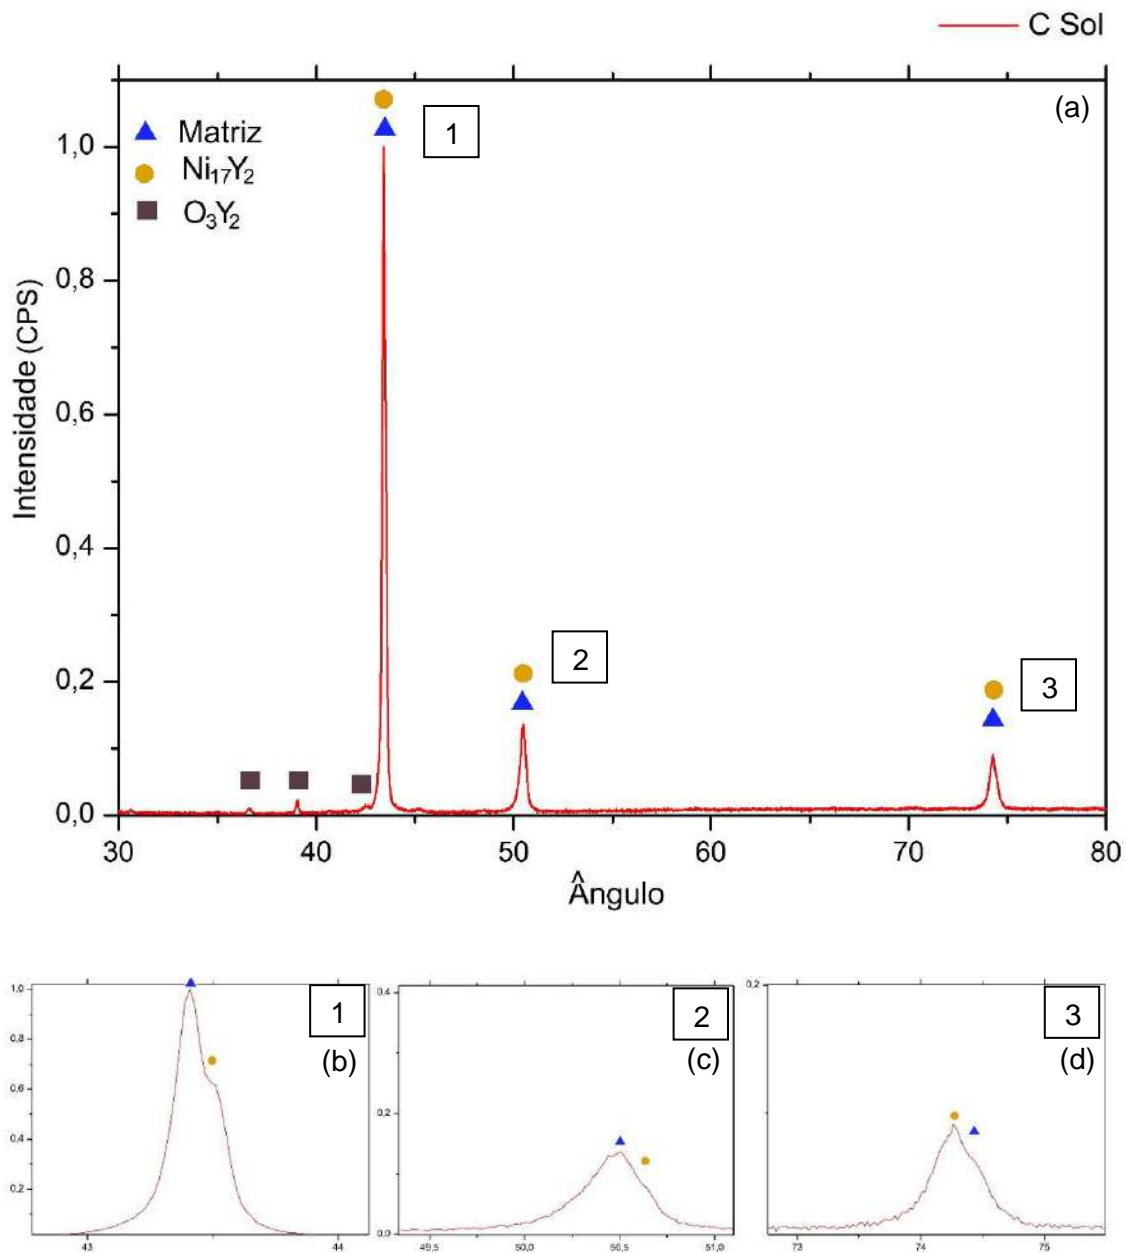 C Sol
(a)
1
Matriz
Ni₁₇Y₂
O₃Y₂
2
3
1,0
0,8
0,6
0,4
0,2
0,0
Intensidade (CPS)
30 40 50 60 70 80
Ângulo
1
(b)
1,0
0,8
0,6
0,4
0,2
43 44
2
(c)
0,4
0,2
0,0
49,5 50,0 50,5 51,0
3
(d)
0,2
73 74 75